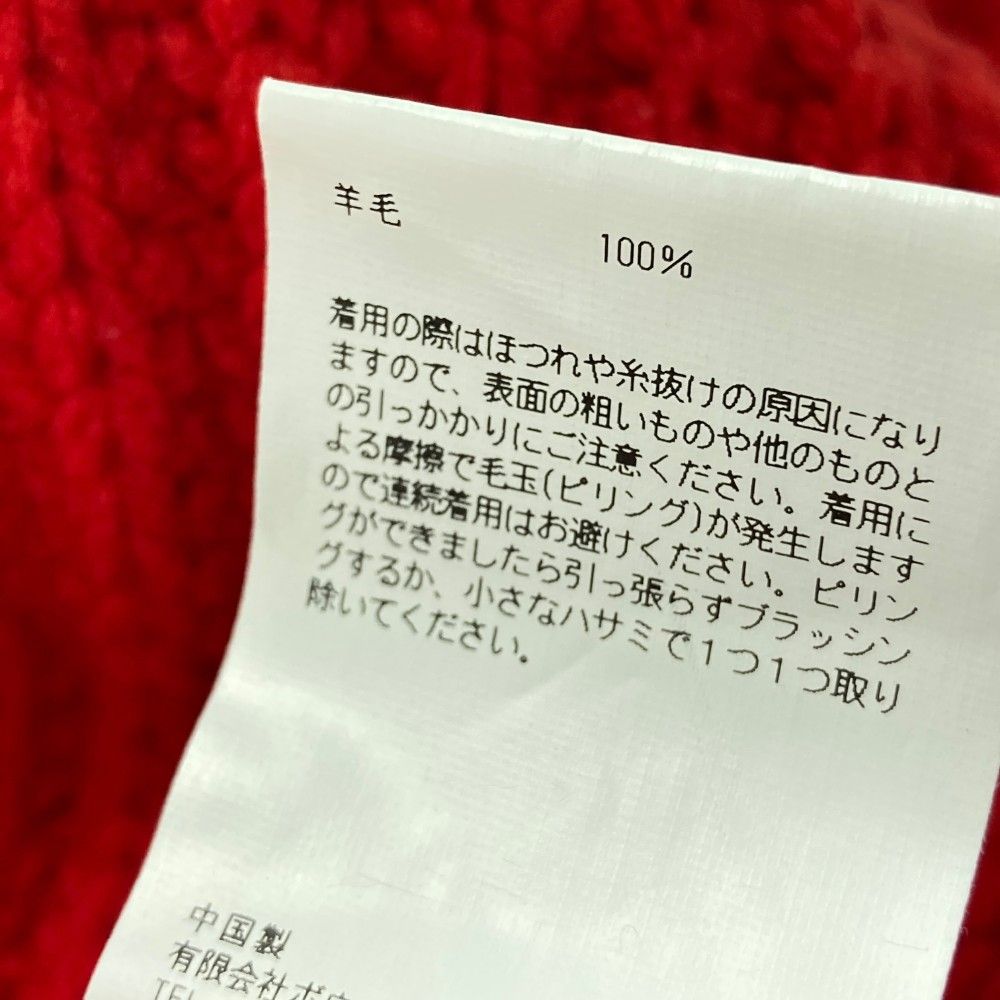 羊毛
100%
着用の際はほつれや糸抜けの原因になり
ますので、表面の粗いものや他のものと
の引っかかりにご注意ください。着用に
よる摩擦で毛玉(ピリング)が発生します
ので連続着用はお避けください。ピリン
グができましたら引っ張らずブラッシン
グするか、小さなハサミで1つ1つ取り
除いてください。
中国製
有限会社ボ
TEL